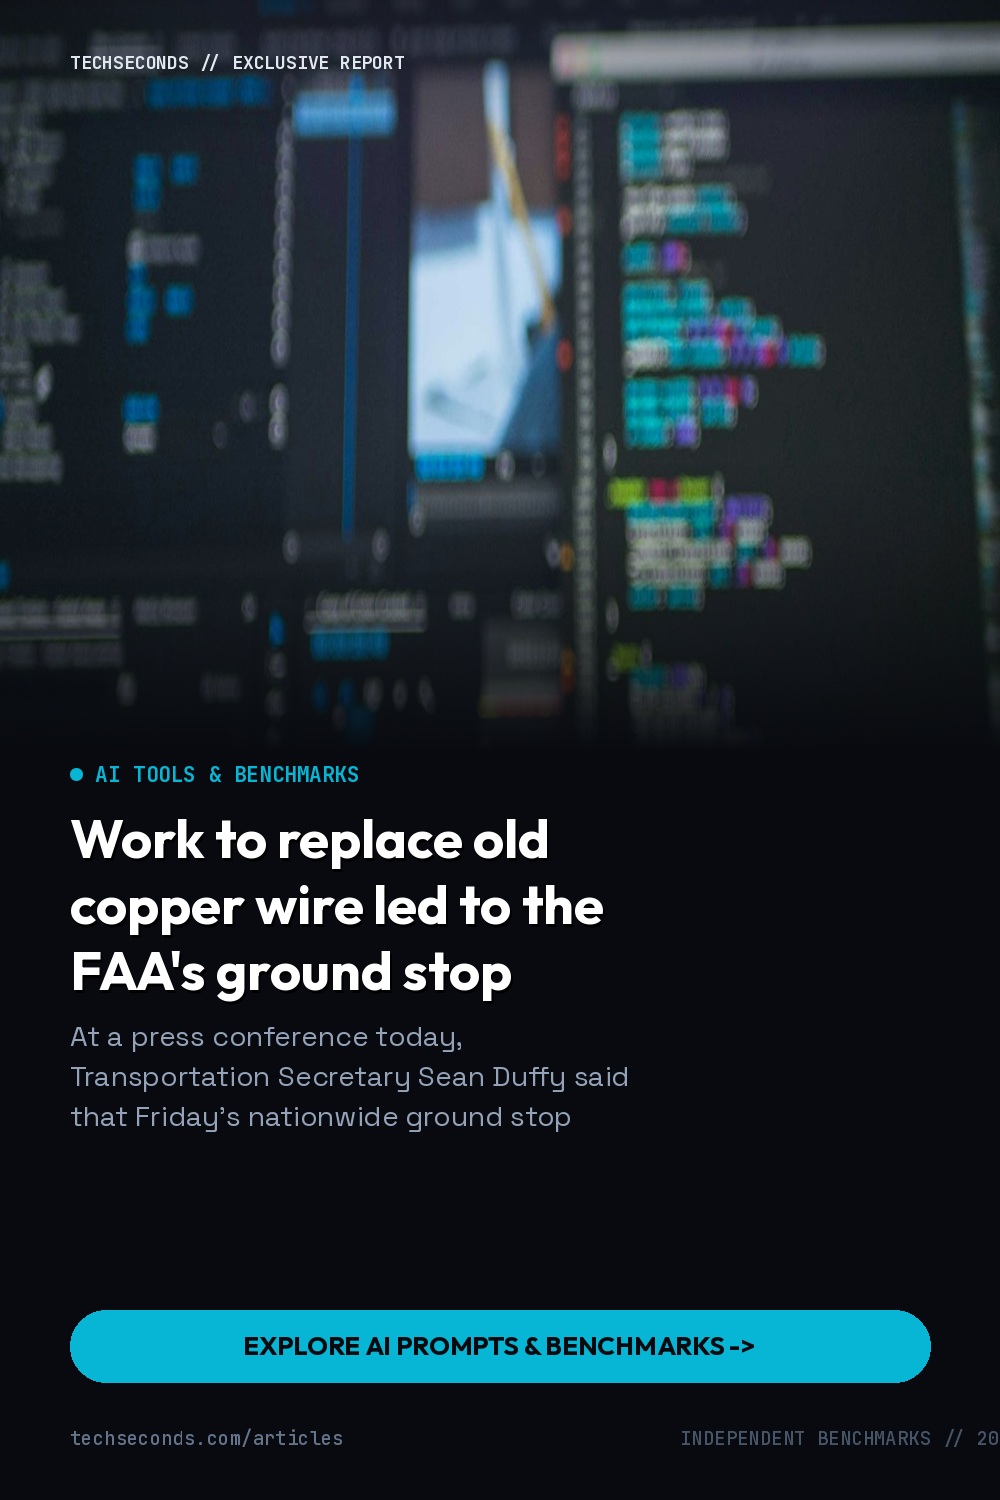 TECHSECONDS // EXCLUSIVE REPORT
AI TOOLS & BENCHMARKS
Work to replace old
copper wire led to the
FAA's ground stop
At a press conference today,
Transportation Secretary Sean Duffy said
that Friday’s nationwide ground stop
EXPLORE AI PROMPTS & BENCHMARKS ->
techseconds.com/articles
INDEPENDENT BENCHMARKS // 20